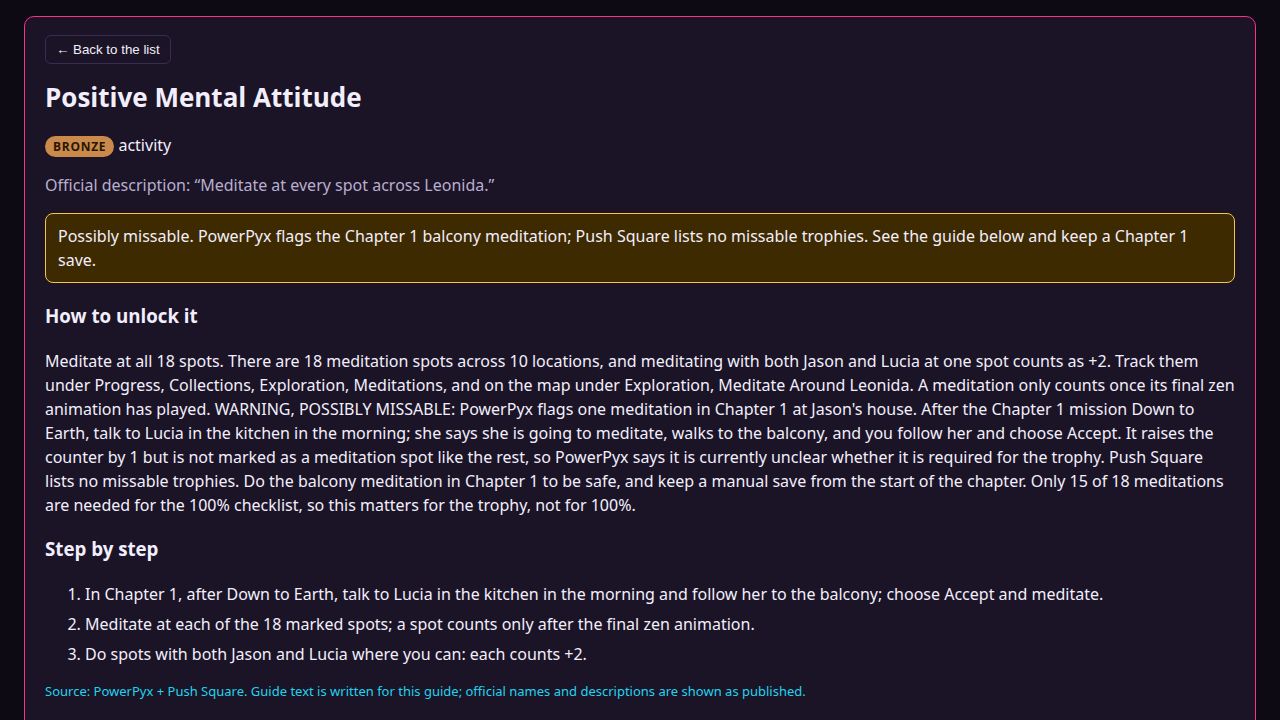 ← Back to the list
Positive Mental Attitude
BRONZE activity
Official description: “Meditate at every spot across Leonida.”
Possibly missable. PowerPyx flags the Chapter 1 balcony meditation; Push Square lists no missable trophies. See the guide below and keep a Chapter 1
save.
How to unlock it
Meditate at all 18 spots. There are 18 meditation spots across 10 locations, and meditating with both Jason and Lucia at one spot counts as +2. Track them
under Progress, Collections, Exploration, Meditations, and on the map under Exploration, Meditate Around Leonida. A meditation only counts once its final zen
animation has played. WARNING, POSSIBLY MISSABLE: PowerPyx flags one meditation in Chapter 1 at Jason's house. After the Chapter 1 mission Down to
Earth, talk to Lucia in the kitchen in the morning; she says she is going to meditate, walks to the balcony, and you follow her and choose Accept. It raises the
counter by 1 but is not marked as a meditation spot like the rest, so PowerPyx says it is currently unclear whether it is required for the trophy. Push Square
lists no missable trophies. Do the balcony meditation in Chapter 1 to be safe, and keep a manual save from the start of the chapter. Only 15 of 18 meditations
are needed for the 100% checklist, so this matters for the trophy, not for 100%.
Step by step
1. In Chapter 1, after Down to Earth, talk to Lucia in the kitchen in the morning and follow her to the balcony; choose Accept and meditate.
2. Meditate at each of the 18 marked spots; a spot counts only after the final zen animation.
3. Do spots with both Jason and Lucia where you can: each counts +2.
Source: PowerPyx + Push Square. Guide text is written for this guide; official names and descriptions are shown as published.